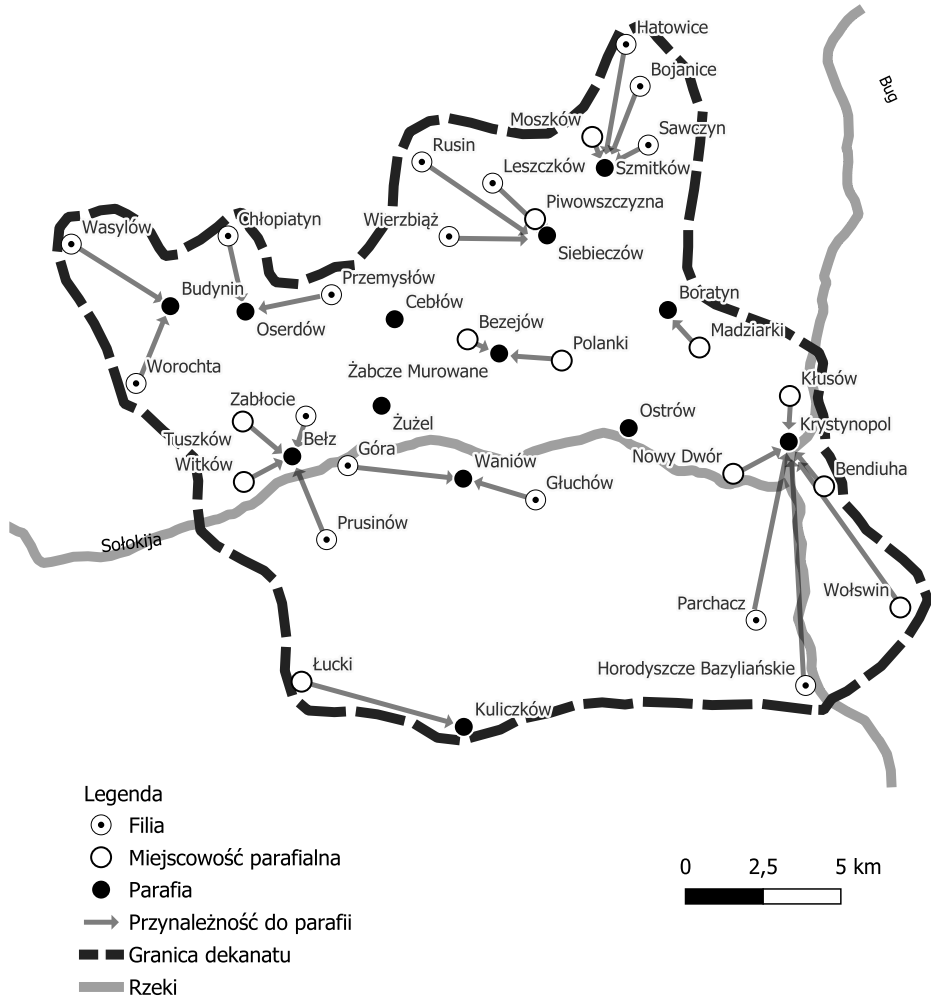 Hatowice
Bug
Bojanice
Moszków
Sawczyn
Rusin
Leszczków
Szmitków
Piwowszczyzna
Wasylów
Chłopiatyn
Wierzbiąż
Siebieczów
Przemysłów
Budynin
Cebłów
Boratyn
Oserdów
Bezejów
Madziarki
Polanki
Worochta
Żabcze Murowane
Kłusów
Zabłocie
Ostrów
Krystynopol
Żużel
Tuszków
Bełz
Góra
Waniów
Nowy Dwór
Witków
Bendiuha
Głuchów
Prusinów
Sołokija
Wołswin
Parchacz
Łucki
Horodyszcze Bazyliańskie
Kuliczków
Legenda
Filia
Miejscowość parafialna
0 2,5 5 km
Parafia
Przynależność do parafii
Granica dekanatu
Rzeki